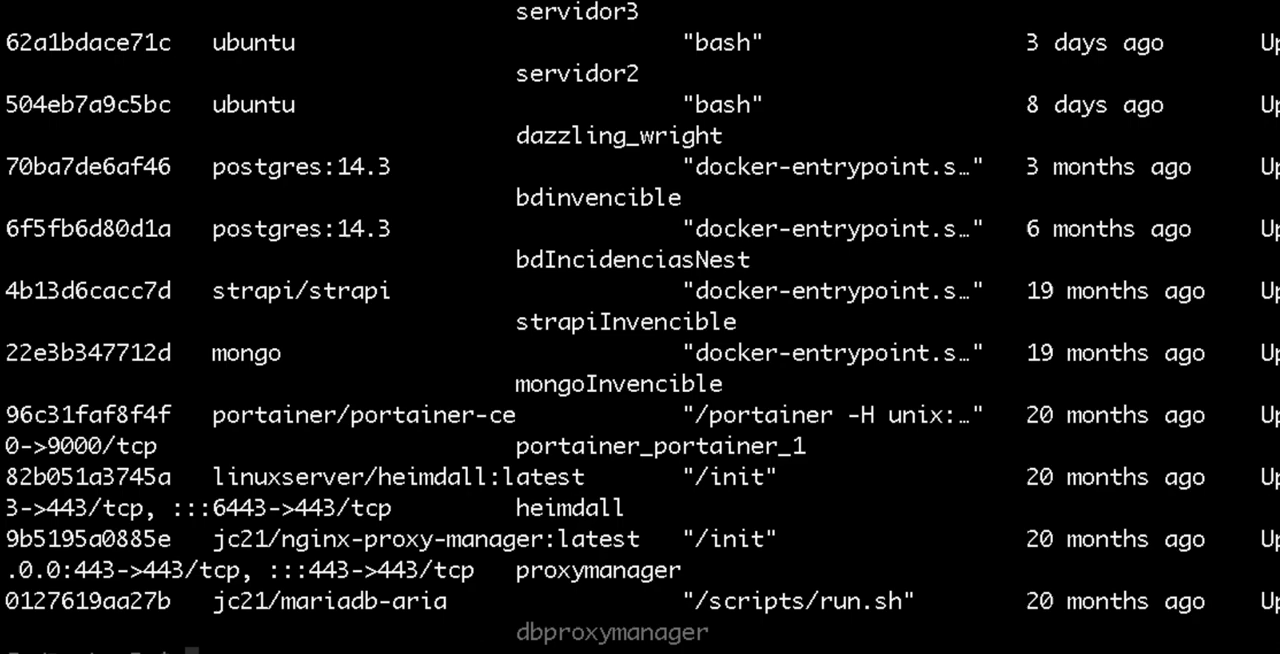 servidor3
62a1bdace71c ubuntu "bash" 3 days ago Up
servidor2
504eb7a9c5bc ubuntu "bash" 8 days ago Up
dazzling_wright
70ba7de6af46 postgres:14.3 "docker-entrypoint.s…" 3 months ago Up
bdinvencible
6f5fb6d80d1a postgres:14.3 "docker-entrypoint.s…" 6 months ago Up
bdIncidenciasNest
4b13d6cacc7d strapi/strapi "docker-entrypoint.s…" 19 months ago Up
strapiInvencible
22e3b347712d mongo "docker-entrypoint.s…" 19 months ago Up
mongoInvencible
96c31faf8f4f portainer/portainer-ce "/portainer -H unix:…" 20 months ago Up
0->9000/tcp portainer_portainer_1
82b051a3745a linuxserver/heimdall:latest "/init" 20 months ago Up
3->443/tcp, :::6443->443/tcp heimdall
9b5195a0885e jc21/nginx-proxy-manager:latest "/init" 20 months ago Up
.0.0:443->443/tcp, :::443->443/tcp proxymanager
0127619aa27b jc21/mariadb-aria "/scripts/run.sh" 20 months ago Up
dbproxymanager